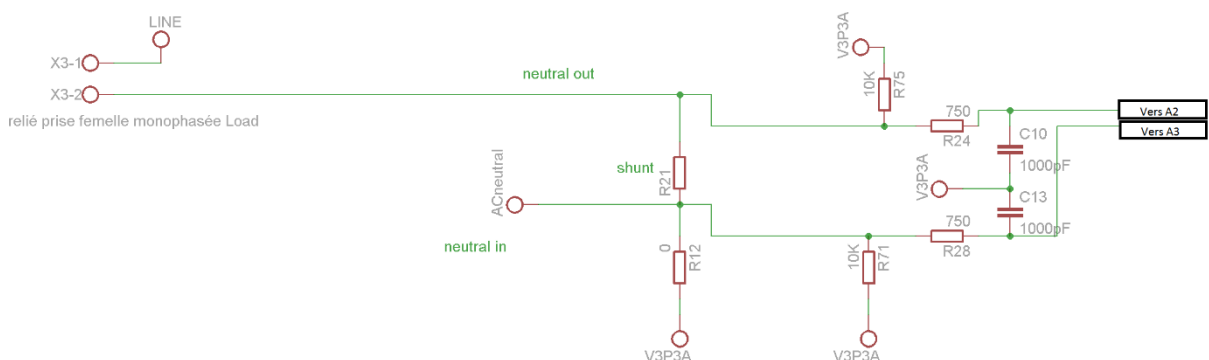 LINE
X3-1
X3-2
relié prise femelle monophasée Load
neutral out
V3P3A
10K
R75
750
R24
Vers A2
Vers A3
C10
1000pF
shunt
R21
ACneutral
V3P3A
C13
1000pF
neutral in
0
R12
10K
R71
750
R28
V3P3A
V3P3A